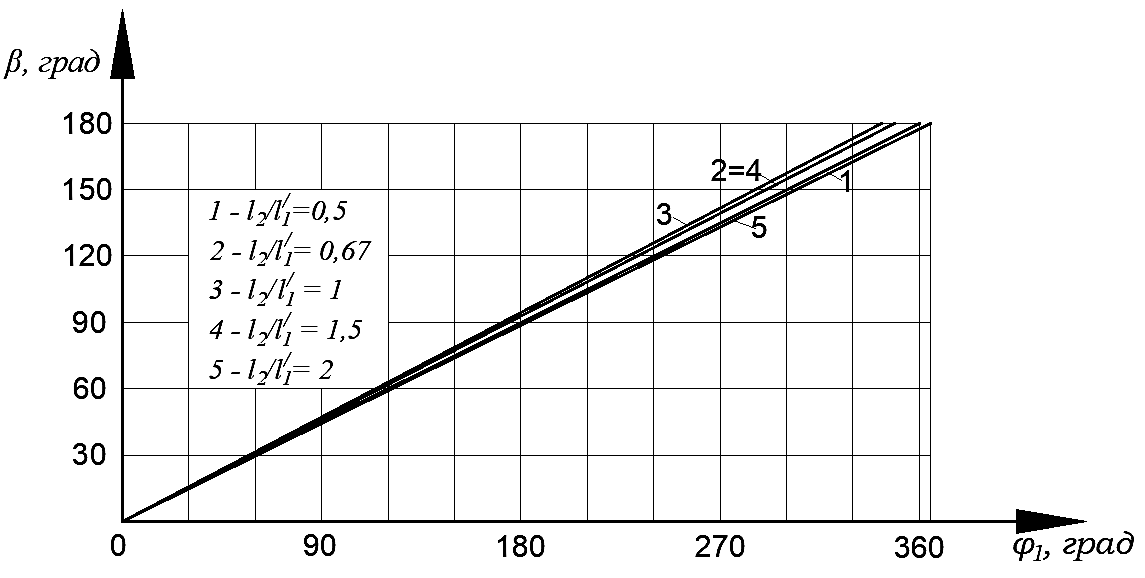 β, град
180
150
120
90
60
30
1 - l₂/l₁′=0,5
2 - l₂/l₁′= 0,67
3 - l₂/l₁′ = 1
4 - l₂/l₁′ = 1,5
5 - l₂/l₁′= 2
2=4
3
1
5
0 90 180 270 360
φ₁, град